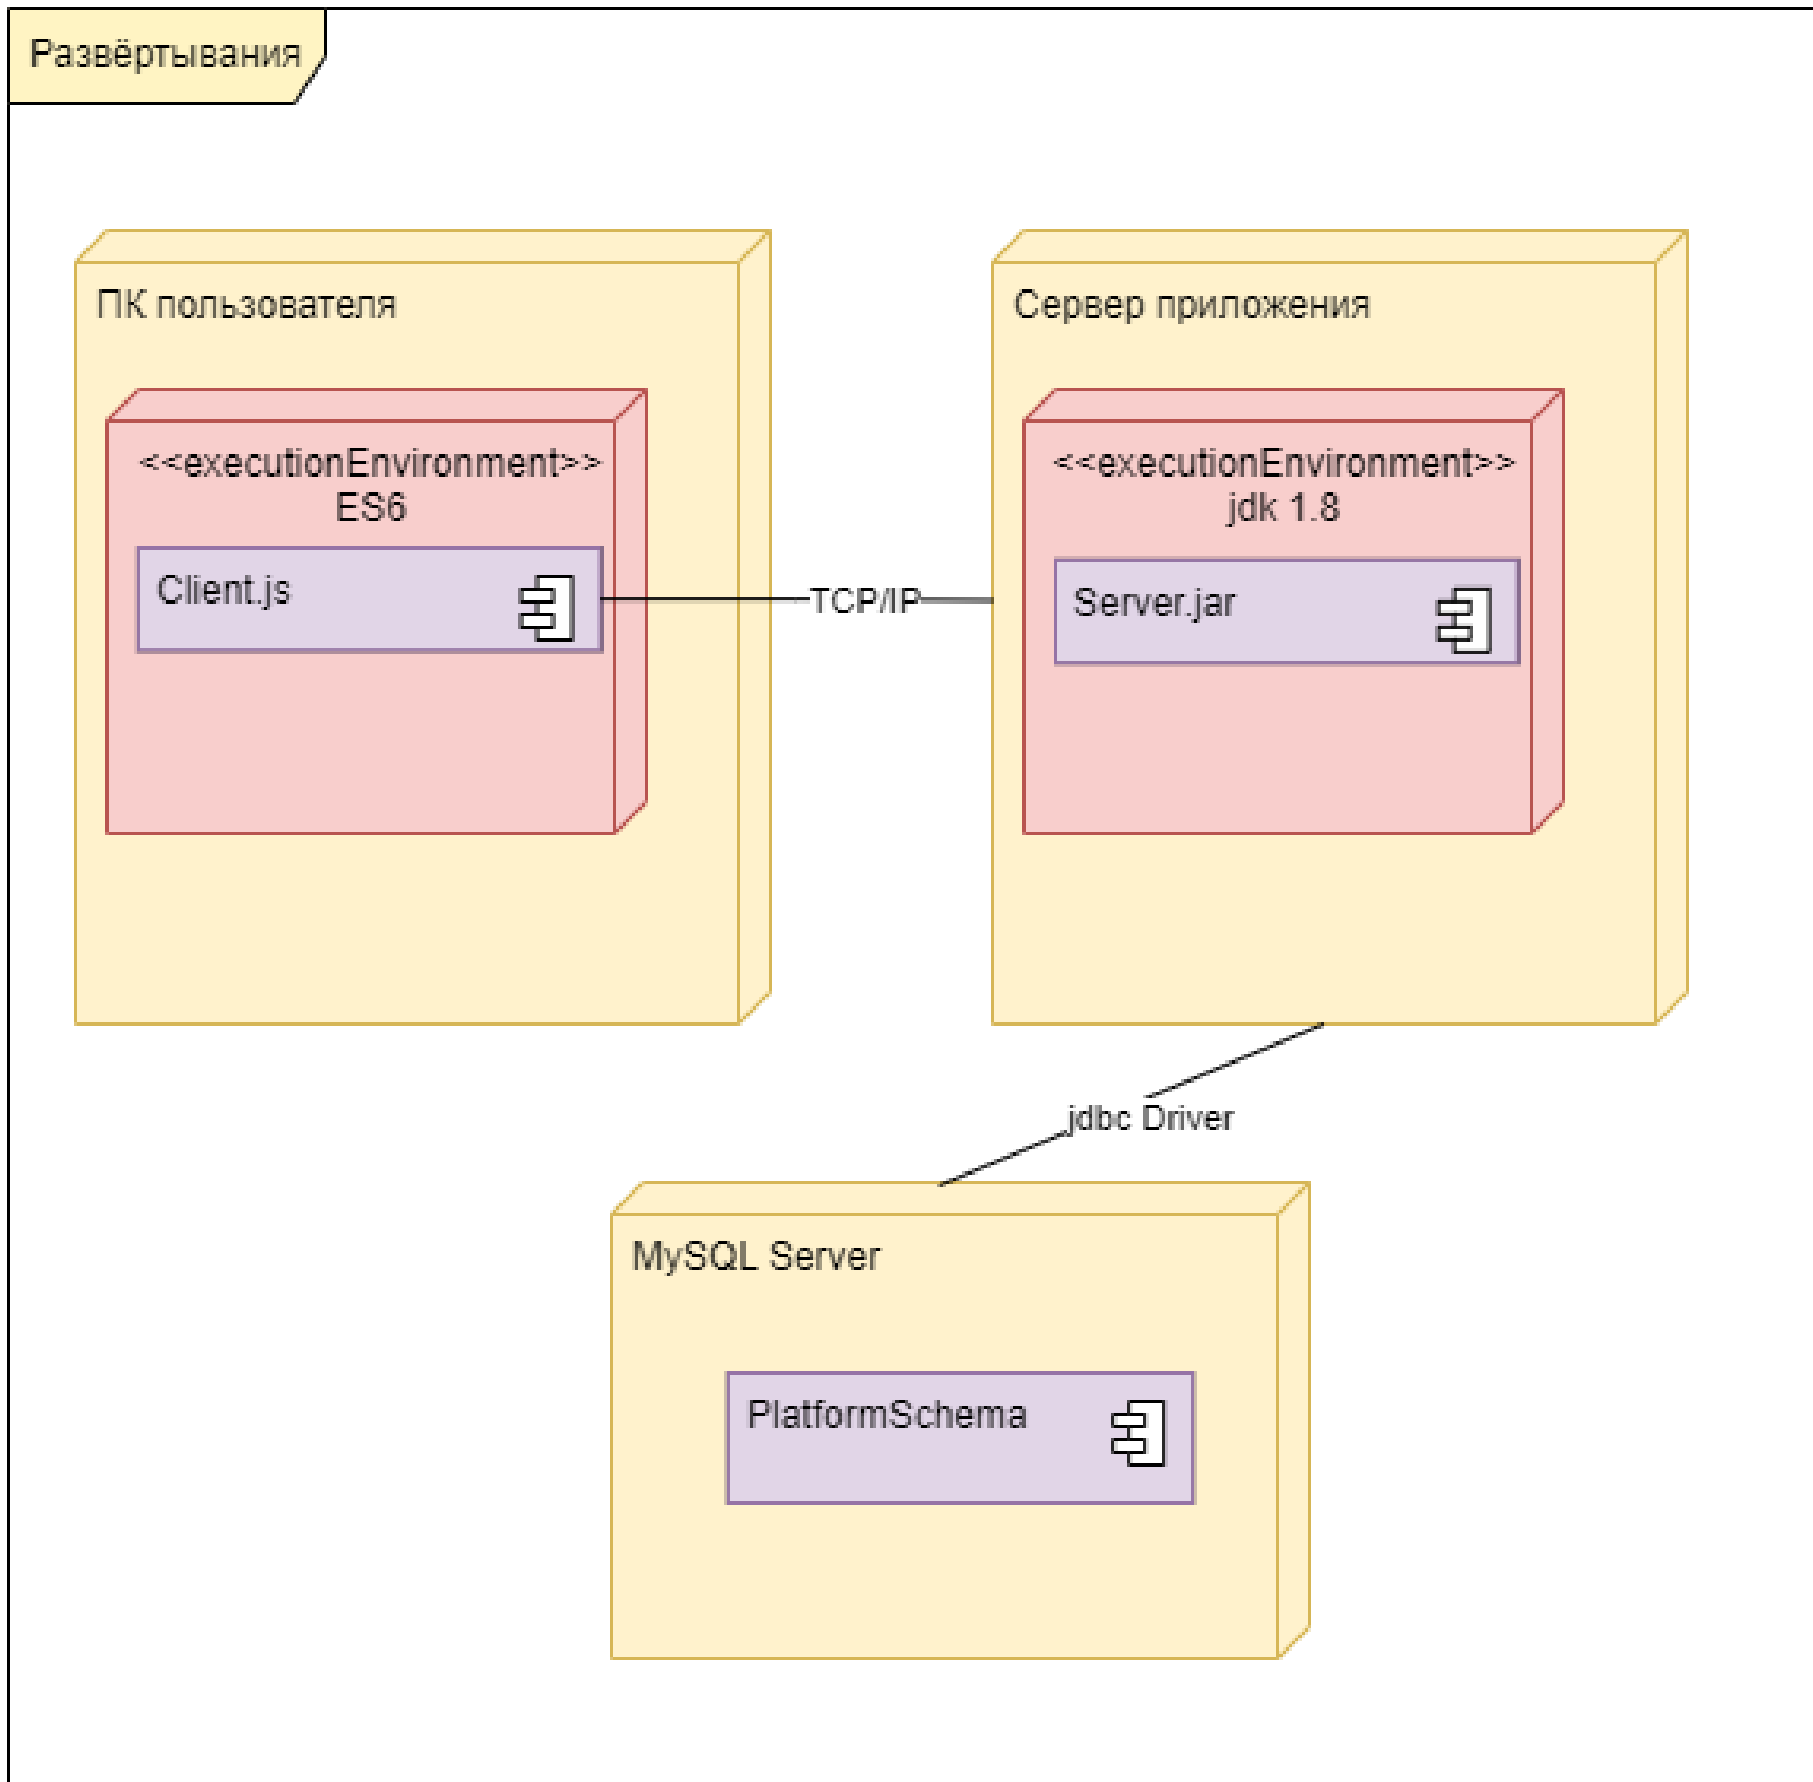 Развёртывания
ПК пользователя
<<executionEnvironment>>
ES6
Client.js
TCP/IP
Сервер приложения
<<executionEnvironment>>
jdk 1.8
Server.jar
jdbc Driver
MySQL Server
PlatformSchema